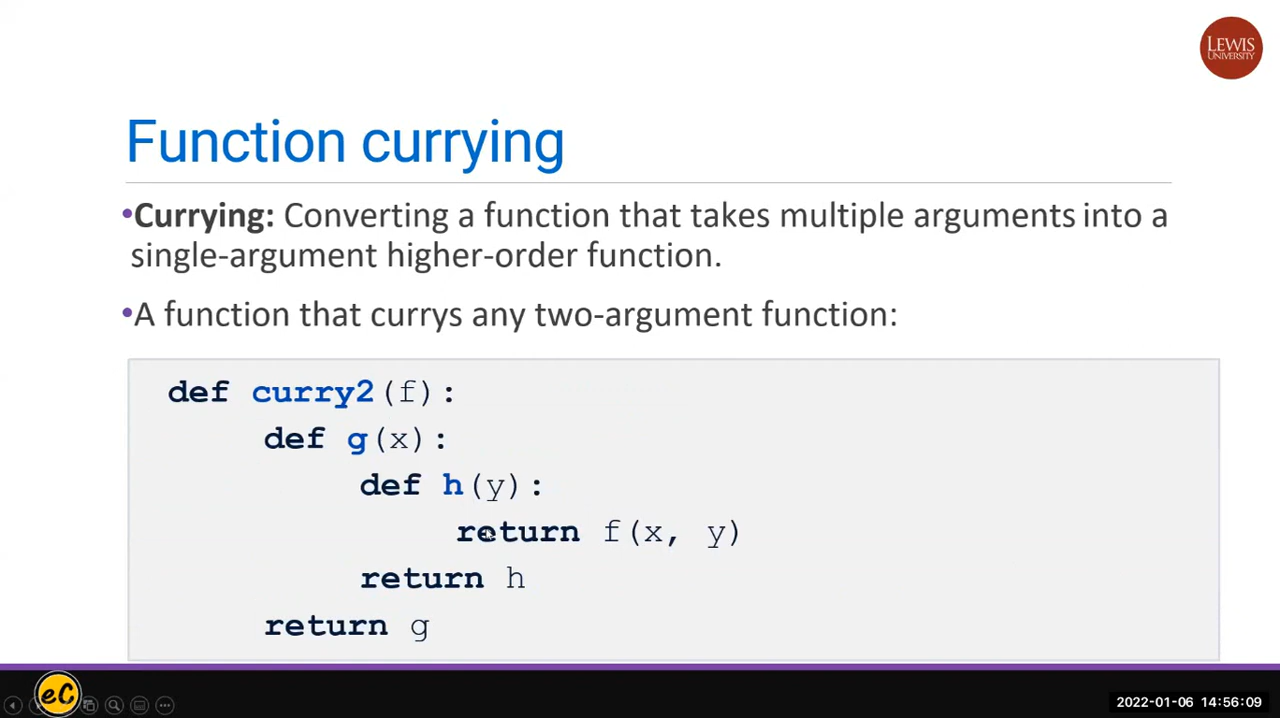 LEWIS
UNIVERSITY
Function currying
•Currying: Converting a function that takes multiple arguments into a
single-argument higher-order function.
•A function that currys any two-argument function:
def curry2(f):
def g(x):
def h(y):
return f(x, y)
return h
return g
eC
2022-01-06 14:56:09